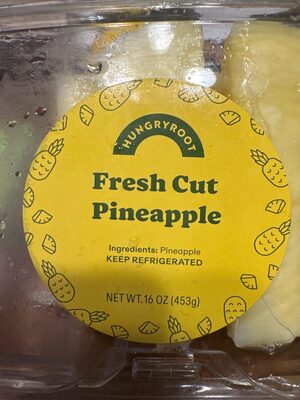 HUNGRYROOT
Fresh Cut
Pineapple
Ingredients: Pineapple
KEEP REFRIGERATED
NET WT. 16 OZ (453g)